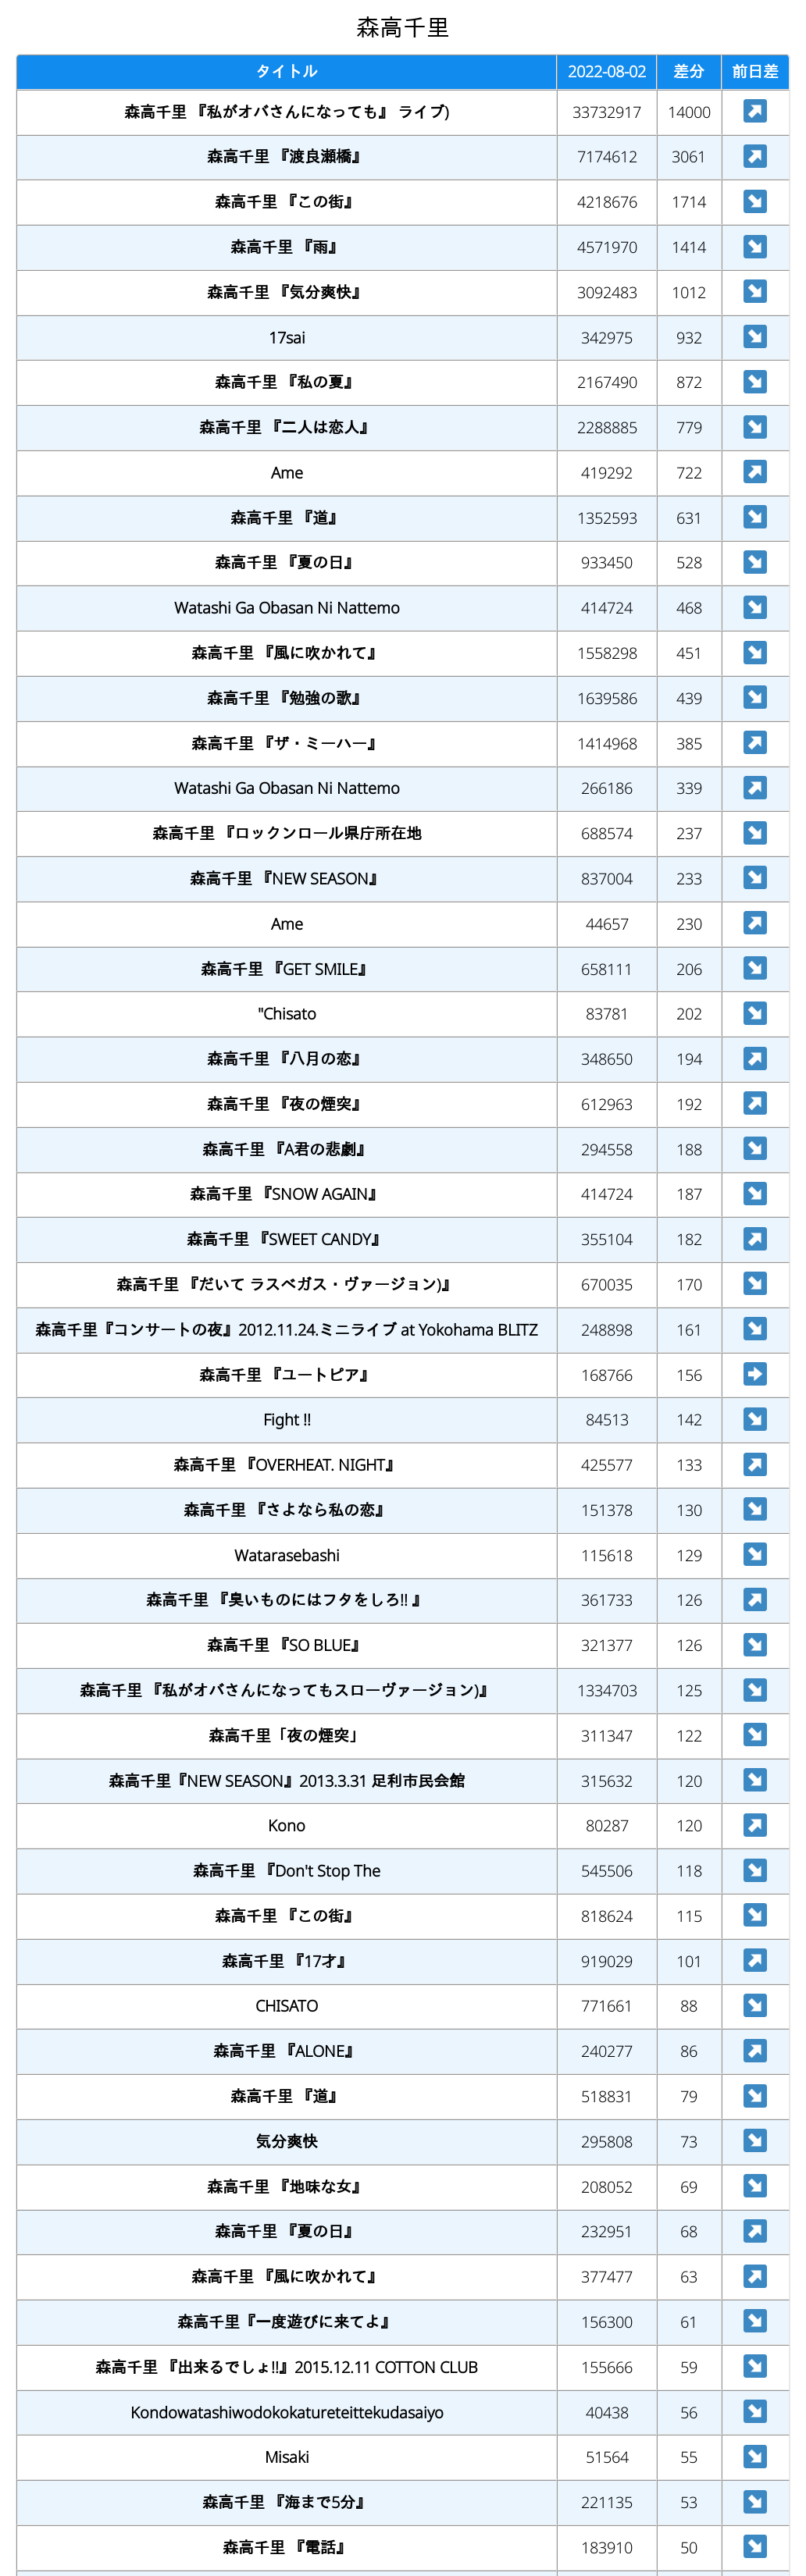 森高千里
タイトル 2022-08-02 差分 前日差
森高千里 『私がオバさんになっても』 ライブ) 33732917 14000
森高千里 『渡良瀬橋』 7174612 3061
森高千里 『この街』 4218676 1714
森高千里 『雨』 4571970 1414
森高千里 『気分爽快』 3092483 1012
17sai 342975 932
森高千里 『私の夏』 2167490 872
森高千里 『二人は恋人』 2288885 779
Ame 419292 722
森高千里 『道』 1352593 631
森高千里 『夏の日』 933450 528
Watashi Ga Obasan Ni Nattemo 414724 468
森高千里 『風に吹かれて』 1558298 451
森高千里 『勉強の歌』 1639586 439
森高千里 『ザ・ミーハー』 1414968 385
Watashi Ga Obasan Ni Nattemo 266186 339
森高千里 『ロックンロール県庁所在地 688574 237
森高千里 『NEW SEASON』 837004 233
Ame 44657 230
森高千里 『GET SMILE』 658111 206
"Chisato 83781 202
森高千里 『八月の恋』 348650 194
森高千里 『夜の煙突』 612963 192
森高千里 『A君の悲劇』 294558 188
森高千里 『SNOW AGAIN』 414724 187
森高千里 『SWEET CANDY』 355104 182
森高千里 『だいて ラスベガス・ヴァージョン)』 670035 170
森高千里『コンサートの夜』2012.11.24.ミニライブ at Yokohama BLITZ 248898 161
森高千里 『ユートピア』 168766 156
Fight !! 84513 142
森高千里 『OVERHEAT. NIGHT』 425577 133
森高千里 『さよなら私の恋』 151378 130
Watarasebashi 115618 129
森高千里 『臭いものにはフタをしろ!! 』 361733 126
森高千里 『SO BLUE』 321377 126
森高千里 『私がオバさんになってもスローヴァージョン)』 1334703 125
森高千里「夜の煙突」 311347 122
森高千里『NEW SEASON』2013.3.31 足利市民会館 315632 120
Kono 80287 120
森高千里 『Don't Stop The 545506 118
森高千里 『この街』 818624 115
森高千里 『17才』 919029 101
CHISATO 771661 88
森高千里 『ALONE』 240277 86
森高千里 『道』 518831 79
気分爽快 295808 73
森高千里 『地味な女』 208052 69
森高千里 『夏の日』 232951 68
森高千里 『風に吹かれて』 377477 63
森高千里『一度遊びに来てよ』 156300 61
森高千里 『出来るでしょ!!』2015.12.11 COTTON CLUB 155666 59
Kondowatashiwodokokatureteittekudasaiyo 40438 56
Misaki 51564 55
森高千里 『海まで5分』 221135 53
森高千里 『電話』 183910 50